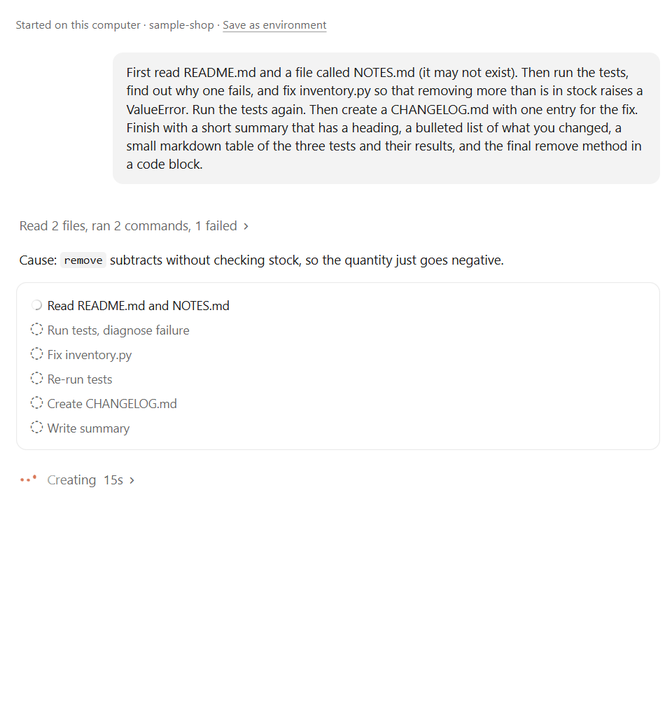 Started on this computer · sample-shop · Save as environment
First read README.md and a file called NOTES.md (it may not exist). Then run the tests,
find out why one fails, and fix inventory.py so that removing more than is in stock raises a
ValueError. Run the tests again. Then create a CHANGELOG.md with one entry for the fix.
Finish with a short summary that has a heading, a bulleted list of what you changed, a
small markdown table of the three tests and their results, and the final remove method in
a code block.
Read 2 files, ran 2 commands, 1 failed
Cause: remove subtracts without checking stock, so the quantity just goes negative.
Read README.md and NOTES.md
Run tests, diagnose failure
Fix inventory.py
Re-run tests
Create CHANGELOG.md
Write summary
Creating 15s